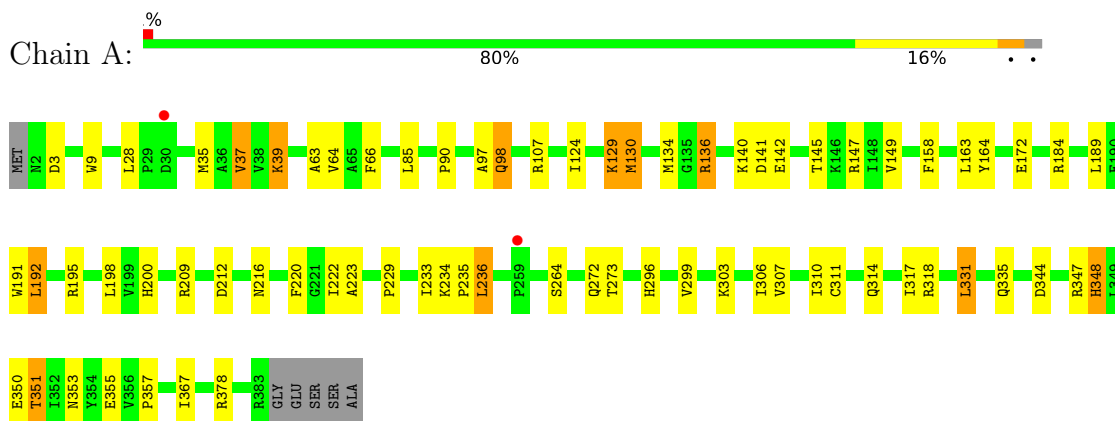 .%
Chain A:
80% 16% • •
MET N2 D3 W9 L28 P29 D30 M35 A36 V37 V38 K39 A63 V64 A65 F66 L85 P90 A97 Q98 R107 I124 K129 M130 M134 G135 R136 K140 D141 E142 T145 K146 R147 I148 V149 F158 L163 Y164 E172 R184 L189 E190
W191 L192 R195 L198 V199 H200 R209 D212 N216 F220 G221 I222 A223 P229 I233 K234 P235 L236 P259 S264 Q272 T273 H296 V299 K303 I306 V307 I310 C311 Q314 I317 R318 L331 Q335 D344 R347 H348 L349
E350 T351 I352 N353 Y354 E355 V356 P357 I367 R378 R383 GLY GLU SER SER ALA